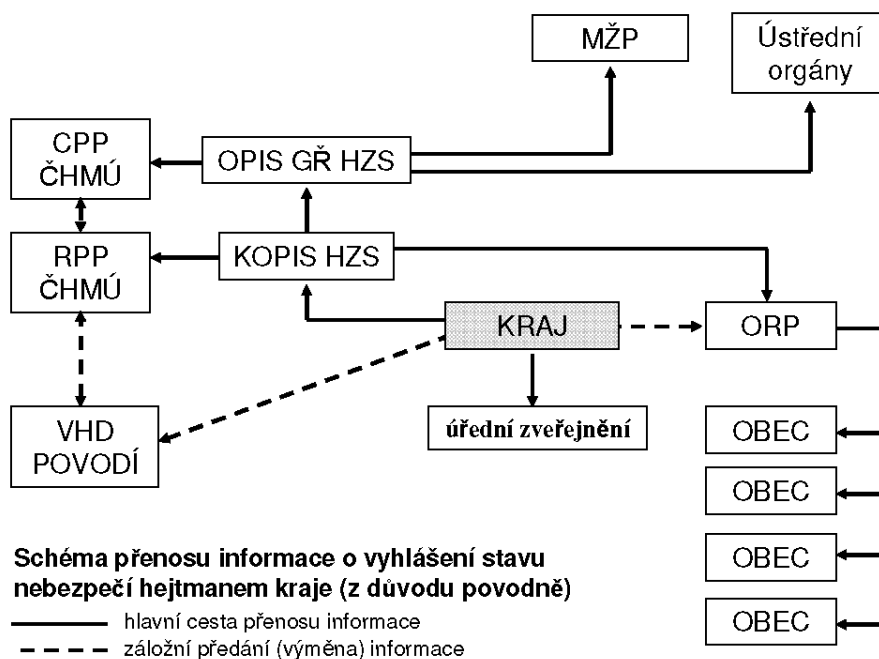 MŽP
Ústřední
orgány
CPP
ČHMÚ
OPIS GŘ HZS
RPP
ČHMÚ
KOPIS HZS
KRAJ
ORP
VHD
POVODÍ
úřední zveřejnění
OBEC
OBEC
OBEC
OBEC
Schéma přenosu informace o vyhlášení stavu
nebezpečí hejtmanem kraje (z důvodu povodně)
hlavní cesta přenosu informace
záložní předání (výměna) informace